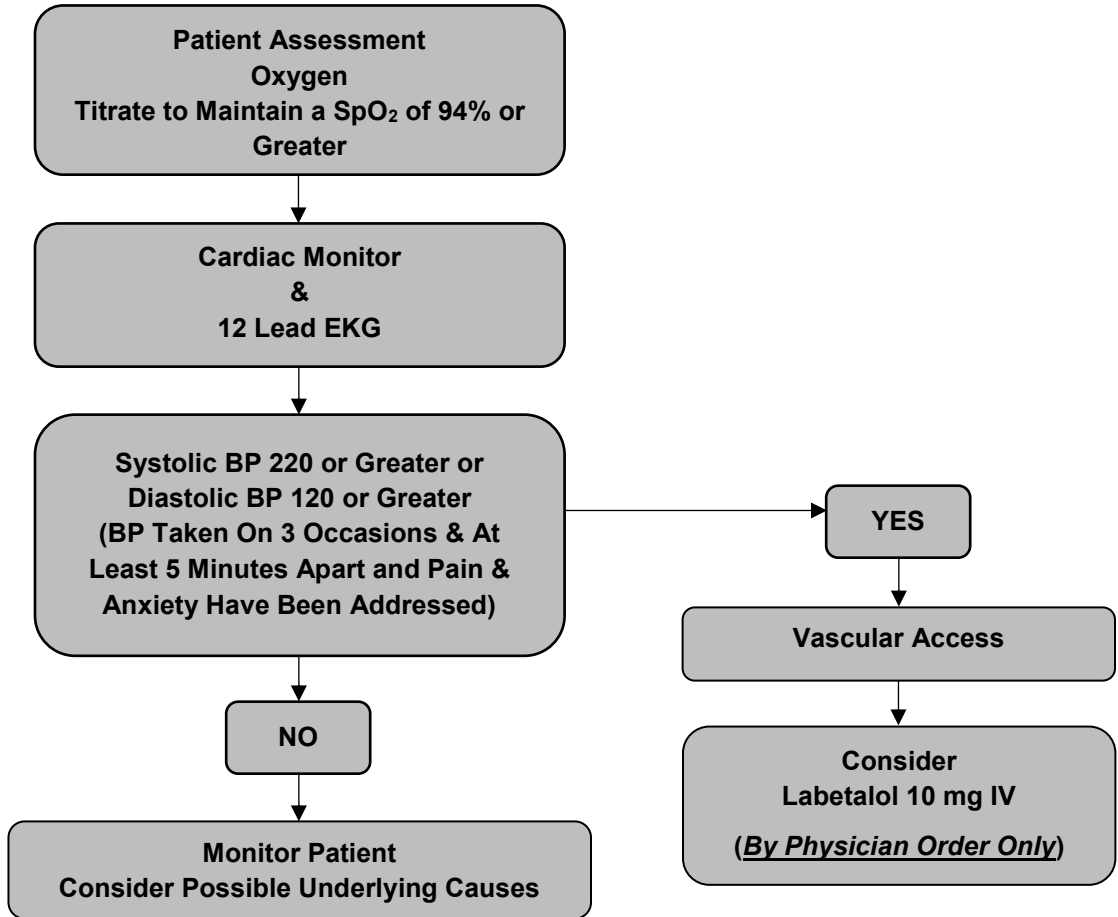 Patient Assessment
Oxygen
Titrate to Maintain a SpO₂ of 94% or
Greater
Cardiac Monitor
&
12 Lead EKG
Systolic BP 220 or Greater or
Diastolic BP 120 or Greater
(BP Taken On 3 Occasions & At
Least 5 Minutes Apart and Pain &
Anxiety Have Been Addressed)
YES
Vascular Access
Consider
Labetalol 10 mg IV
(By Physician Order Only)
NO
Monitor Patient
Consider Possible Underlying Causes